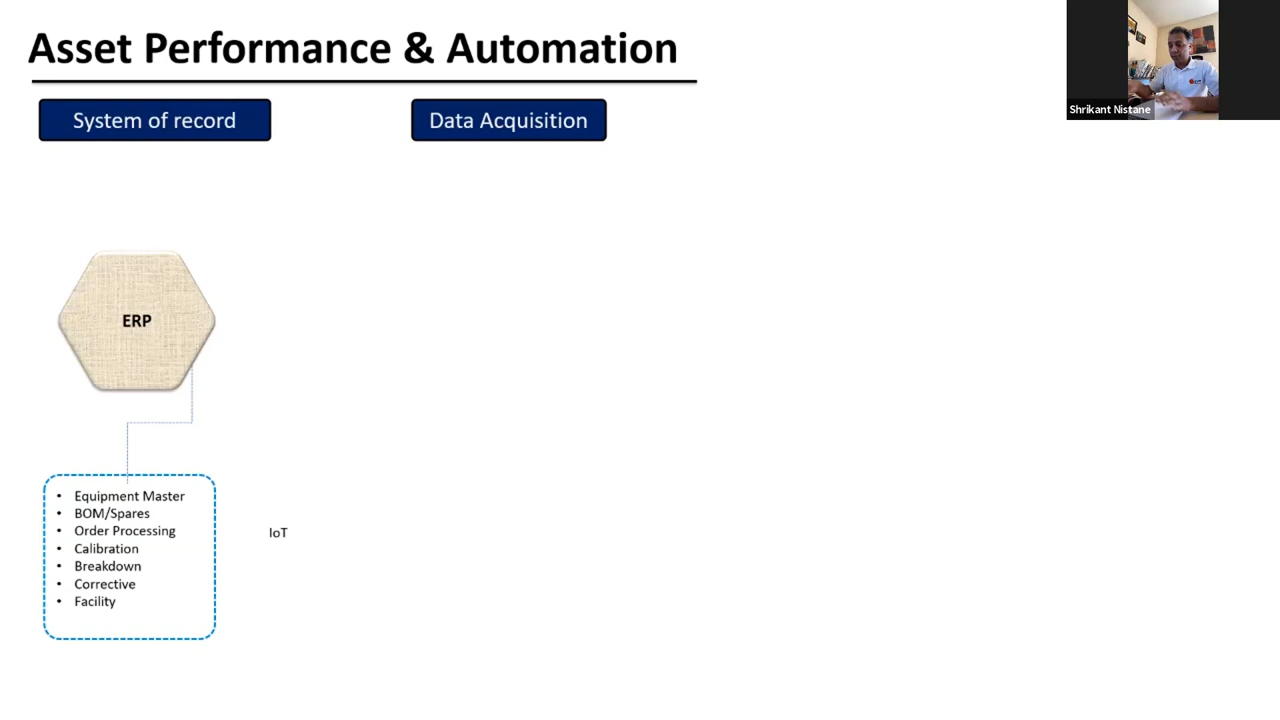 Asset Performance & Automation
Shrikant Nistane
System of record
Data Acquisition
ERP
• Equipment Master
• BOM/Spares
• Order Processing
• Calibration
• Breakdown
• Corrective
• Facility
IoT